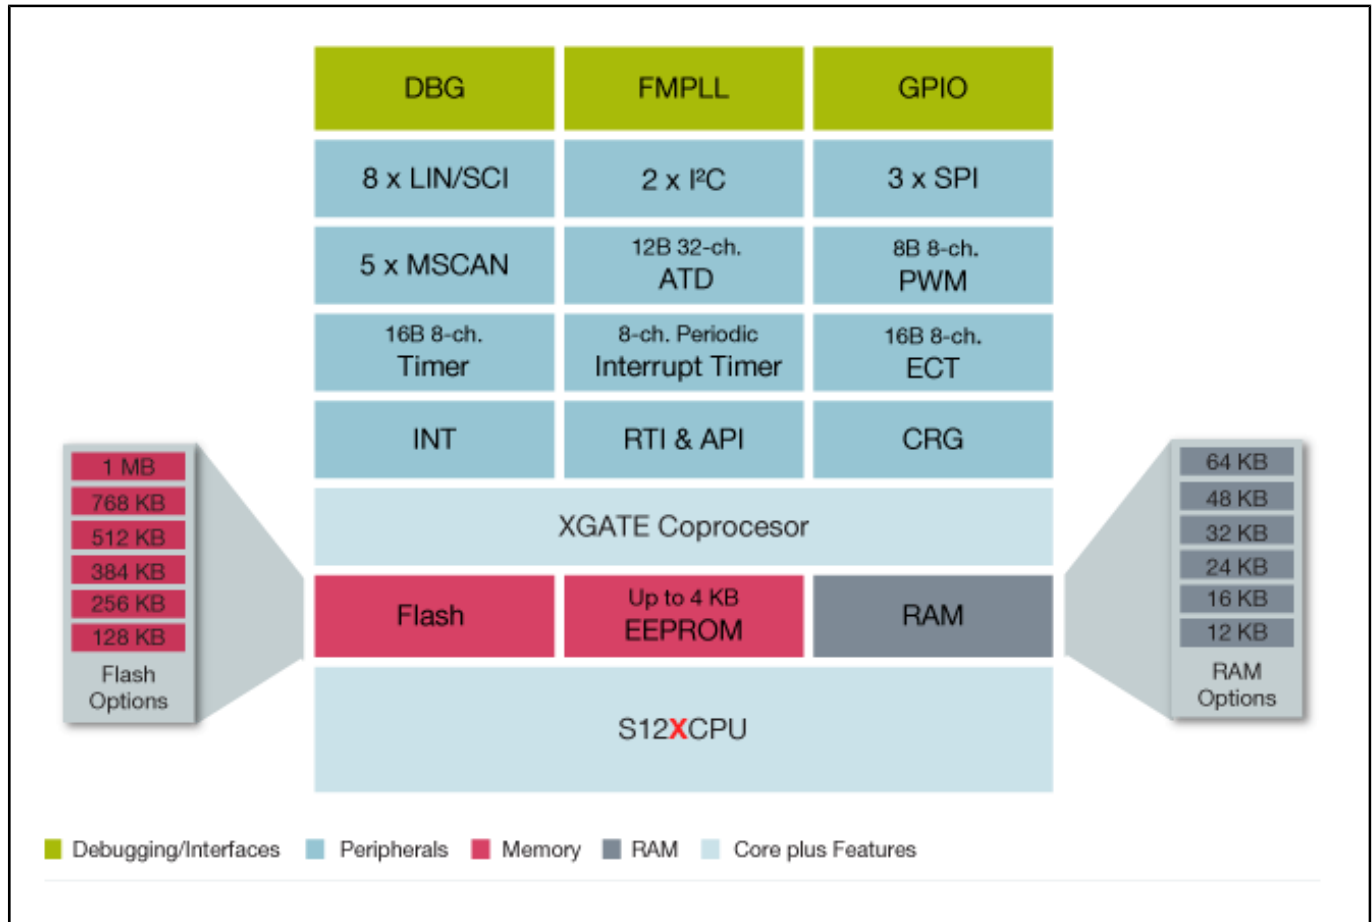 DBG
FMPLL
GPIO
8 x LIN/SCI
2 x I²C
3 x SPI
5 x MSCAN
12B 32-ch.
ATD
8B 8-ch.
PWM
16B 8-ch.
Timer
8-ch. Periodic
Interrupt Timer
16B 8-ch.
ECT
INT
RTI & API
CRG
XGATE Coprocesor
Flash
Up to 4 KB
EEPROM
RAM
S12XCPU
1 MB
768 KB
512 KB
384 KB
256 KB
128 KB
Flash
Options
64 KB
48 KB
32 KB
24 KB
16 KB
12 KB
RAM
Options
Debugging/Interfaces
Peripherals
Memory
RAM
Core plus Features